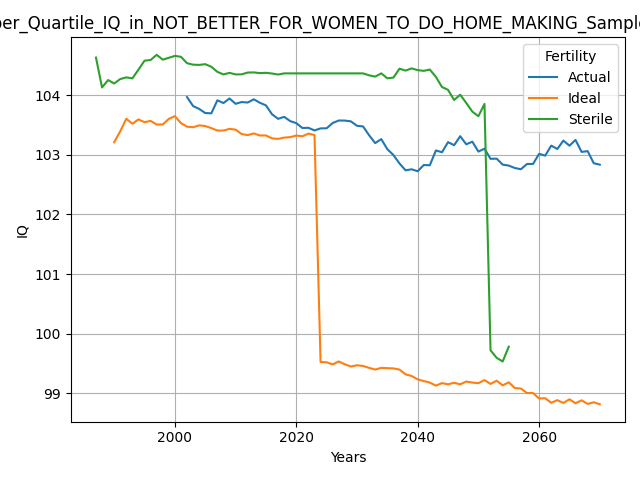 per_Quartile_IQ_in_NOT_BETTER_FOR_WOMEN_TO_DO_HOME_MAKING_Sample
Fertility
Actual
Ideal
Sterile
IQ
104
103
102
101
100
99
2000
2020
2040
2060
Years